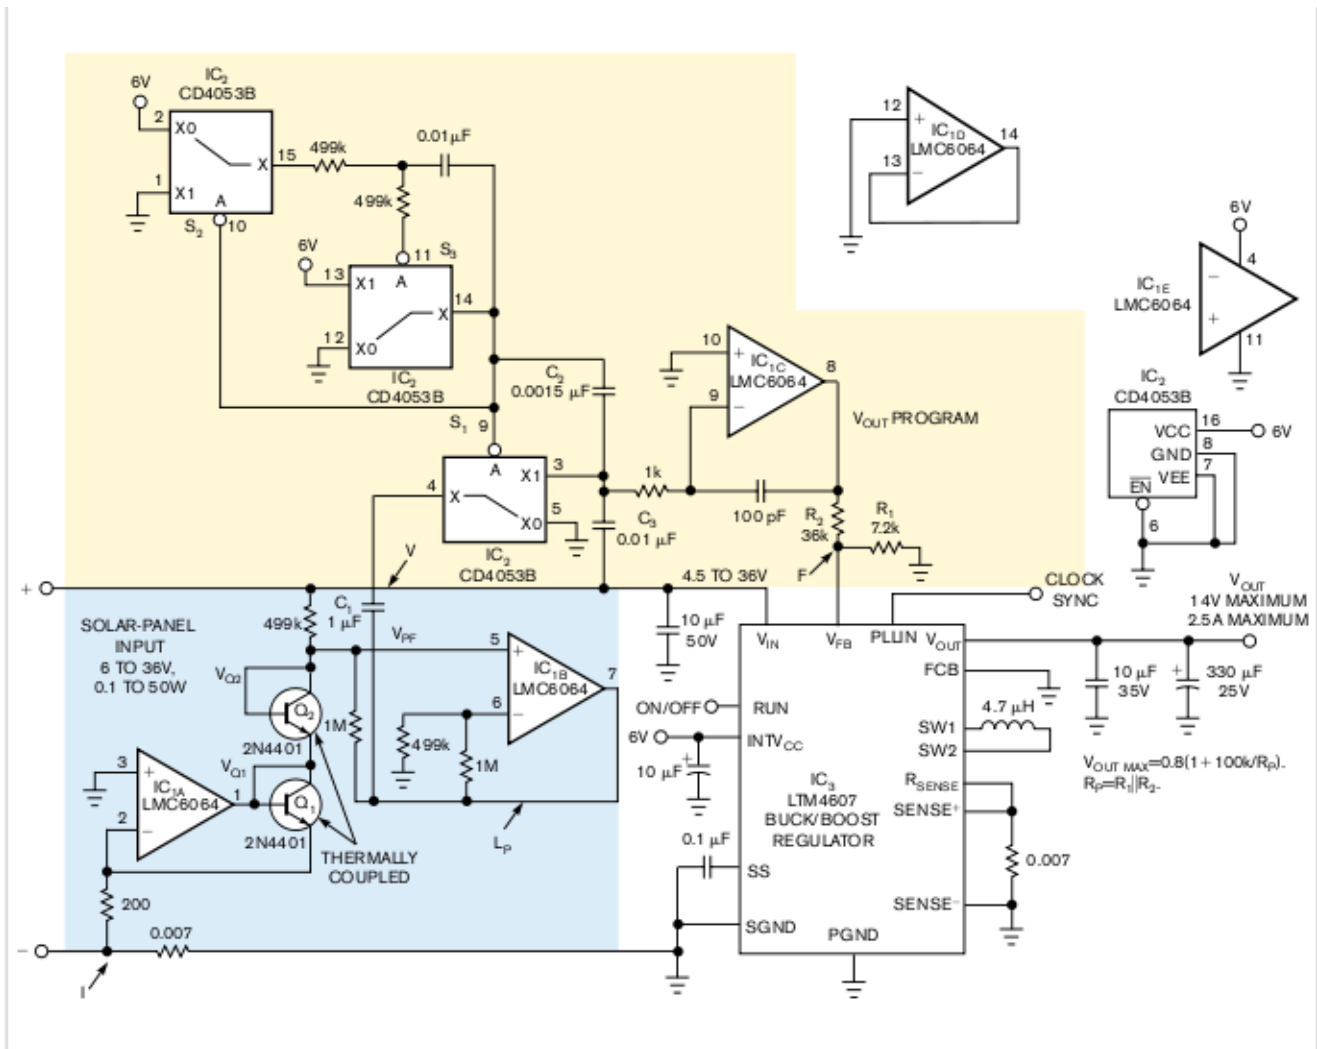 IC2
CD4053B
6V
2
X0
X
15
499k
0.01 µF
1
X1
A
S2
10
499k
6V
11
S3
13
X1
A
14
X
12
X0
IC2
CD4053B
C2
0.0015 µF
S1
9
A
X1
3
4
X
X0
5
IC2
CD4053B
1k
C3
0.01 µF
10
+
IC1C
LMC6064
8
9
–
VOUT PROGRAM
100 pF
R2
36k
R1
7.2k
F
12
+
IC1D
LMC6064
14
13
–
6V
4
–
IC1E
LMC6064
+
11
IC2
CD4053B
VCC
16
6V
GND
8
VEE
7
EN
6
+
V
4.5 TO 36V
CLOCK
SYNC
VOUT
14V MAXIMUM
2.5A MAXIMUM
SOLAR-PANEL
INPUT
6 TO 36V,
0.1 TO 50W
499k
C1
1 µF
VPF
5
+
IC1B
LMC6064
7
6
–
VQ2
Q2
2N4401
1M
499k
1M
VQ1
3
+
IC1A
LMC6064
1
2
–
Q1
2N4401
THERMALLY
COUPLED
LP
200
0.007
–
I
10 µF
50V
VIN
VFB
PLLIN
VOUT
FCB
10 µF
35V
+
330 µF
25V
ON/OFF
RUN
6V
INTVCC
+
10 µF
SW1
4.7 µH
SW2
IC3
LTM4607
BUCK/BOOST
REGULATOR
RSENSE
SENSE+
0.007
SENSE–
0.1 µF
SS
SGND
PGND
VOUT MAX=0.8(1+100k/RP).
RP=R1||R2.